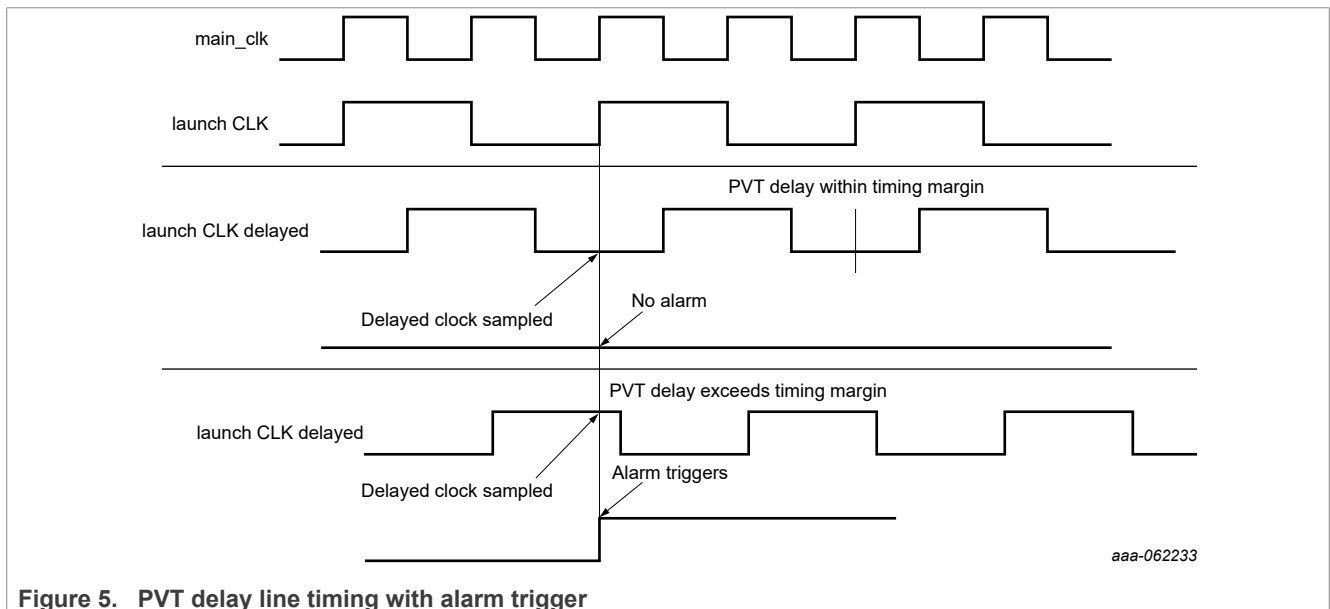 main_clk
launch CLK
PVT delay within timing margin
launch CLK delayed
No alarm
Delayed clock sampled
PVT delay exceeds timing margin
launch CLK delayed
Alarm triggers
Delayed clock sampled
aaa-062233
Figure 5. PVT delay line timing with alarm trigger